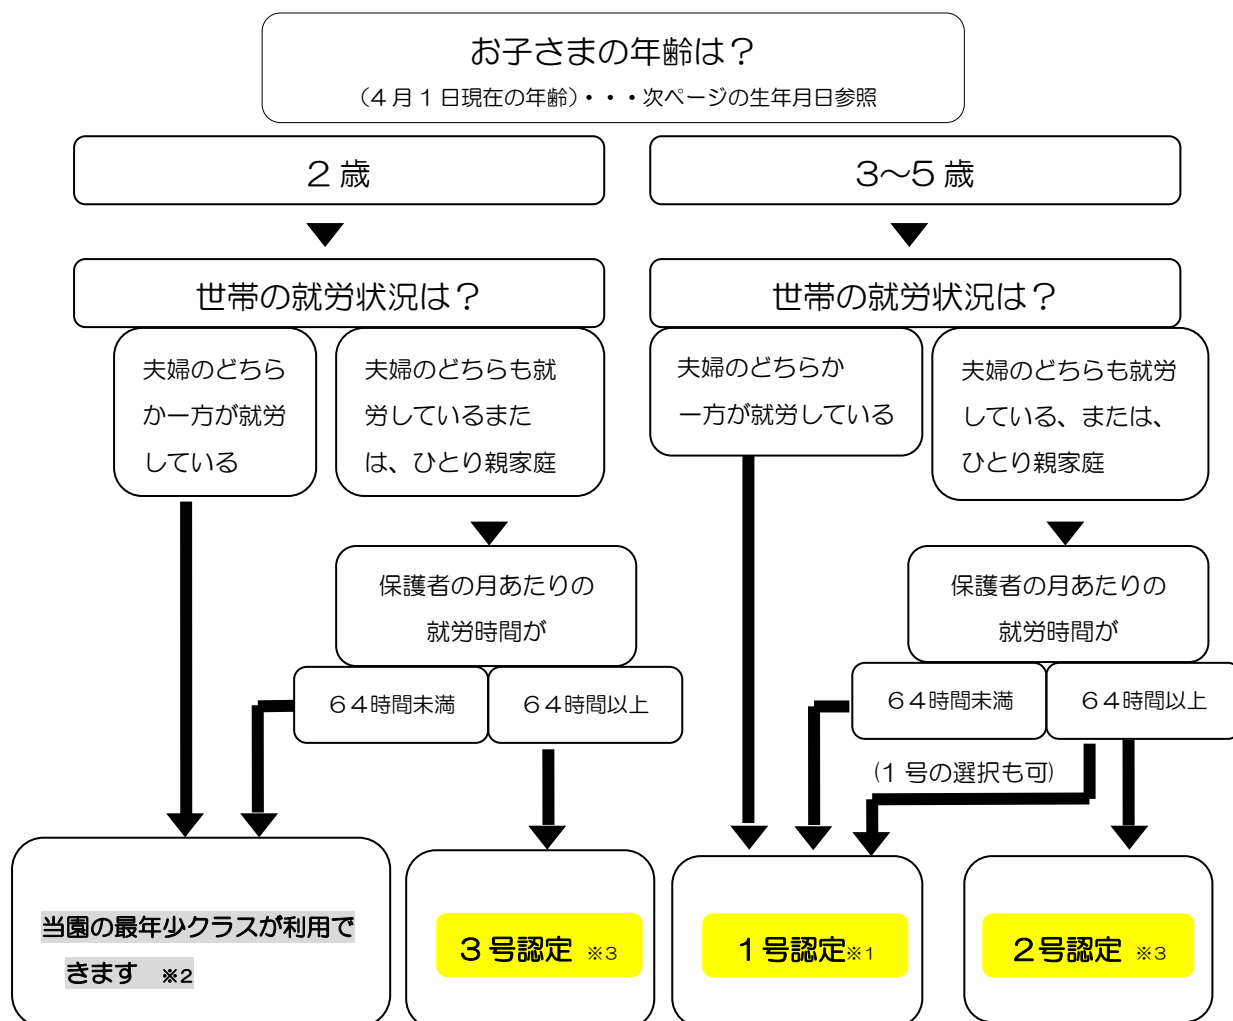 お子さまの年齢は？
（4月1日現在の年齢）・・・次ページの生年月日参照
2歳
3～5歳
世帯の就労状況は？
世帯の就労状況は？
夫婦のどちら
か一方が就労
している
夫婦のどちらも就
労しているまた
は、ひとり親家庭
夫婦のどちらか
一方が就労している
夫婦のどちらも就労
している、または、
ひとり親家庭
保護者の月あたりの
就労時間が
保護者の月あたりの
就労時間が
６４時間未満
６４時間以上
６４時間未満
６４時間以上
(1号の選択も可)
当園の最年少クラスが利用で
きます ※2
３号認定 ※3
１号認定※1
２号認定 ※3